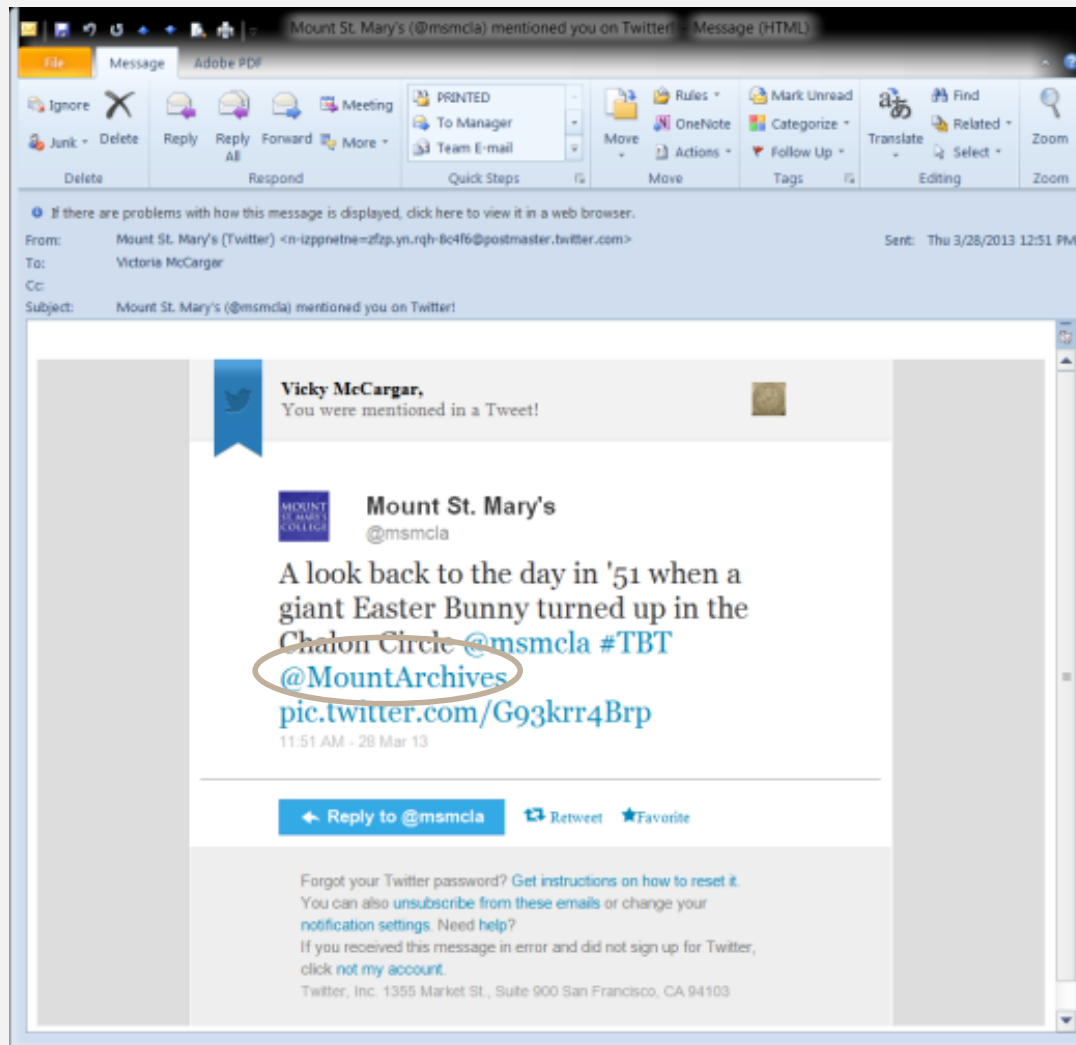 Mount St. Mary's (@msmcla) mentioned you on Twitter! - Message (HTML)
File Message Adobe PDF
Ignore Delete Reply Reply All Forward Meeting PRINTED Move Rules Mark Unread Translate Find Zoom
Junk More To Manager OneNote Categorize Related
Team E-mail Actions Follow Up Select
Delete Respond Quick Steps Move Tags Editing Zoom
If there are problems with how this message is displayed, click here to view it in a web browser.
From: Mount St. Mary's (Twitter) <n-izppnetne=zfzp.yn.rqh-8c4f6@postmaster.twitter.com> Sent: Thu 3/28/2013 12:51 PM
To: Victoria McCargar
Cc:
Subject: Mount St. Mary's (@msmcla) mentioned you on Twitter!
Vicky McCargar,
You were mentioned in a Tweet!
MOUNT
ST. MARY'S
COLLEGE
Mount St. Mary's
@msmcla
A look back to the day in '51 when a
giant Easter Bunny turned up in the
Chalon Circle @msmcla #TBT
@MountArchives
pic.twitter.com/G93krr4Brp
11:51 AM - 28 Mar 13
Reply to @msmcla Retweet Favorite
Forgot your Twitter password? Get instructions on how to reset it.
You can also unsubscribe from these emails or change your
notification settings. Need help?
If you received this message in error and did not sign up for Twitter,
click not my account.
Twitter, Inc. 1355 Market St., Suite 900 San Francisco, CA 94103